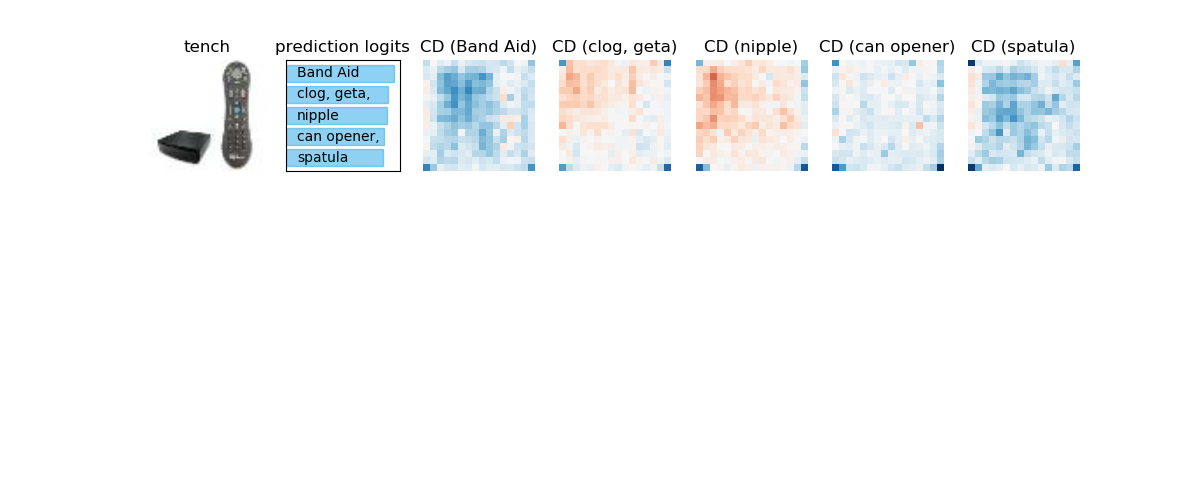 tench
prediction logits
CD (Band Aid)
CD (clog, geta)
CD (nipple)
CD (can opener)
CD (spatula)
Band Aid
clog, geta,
nipple
can opener,
spatula